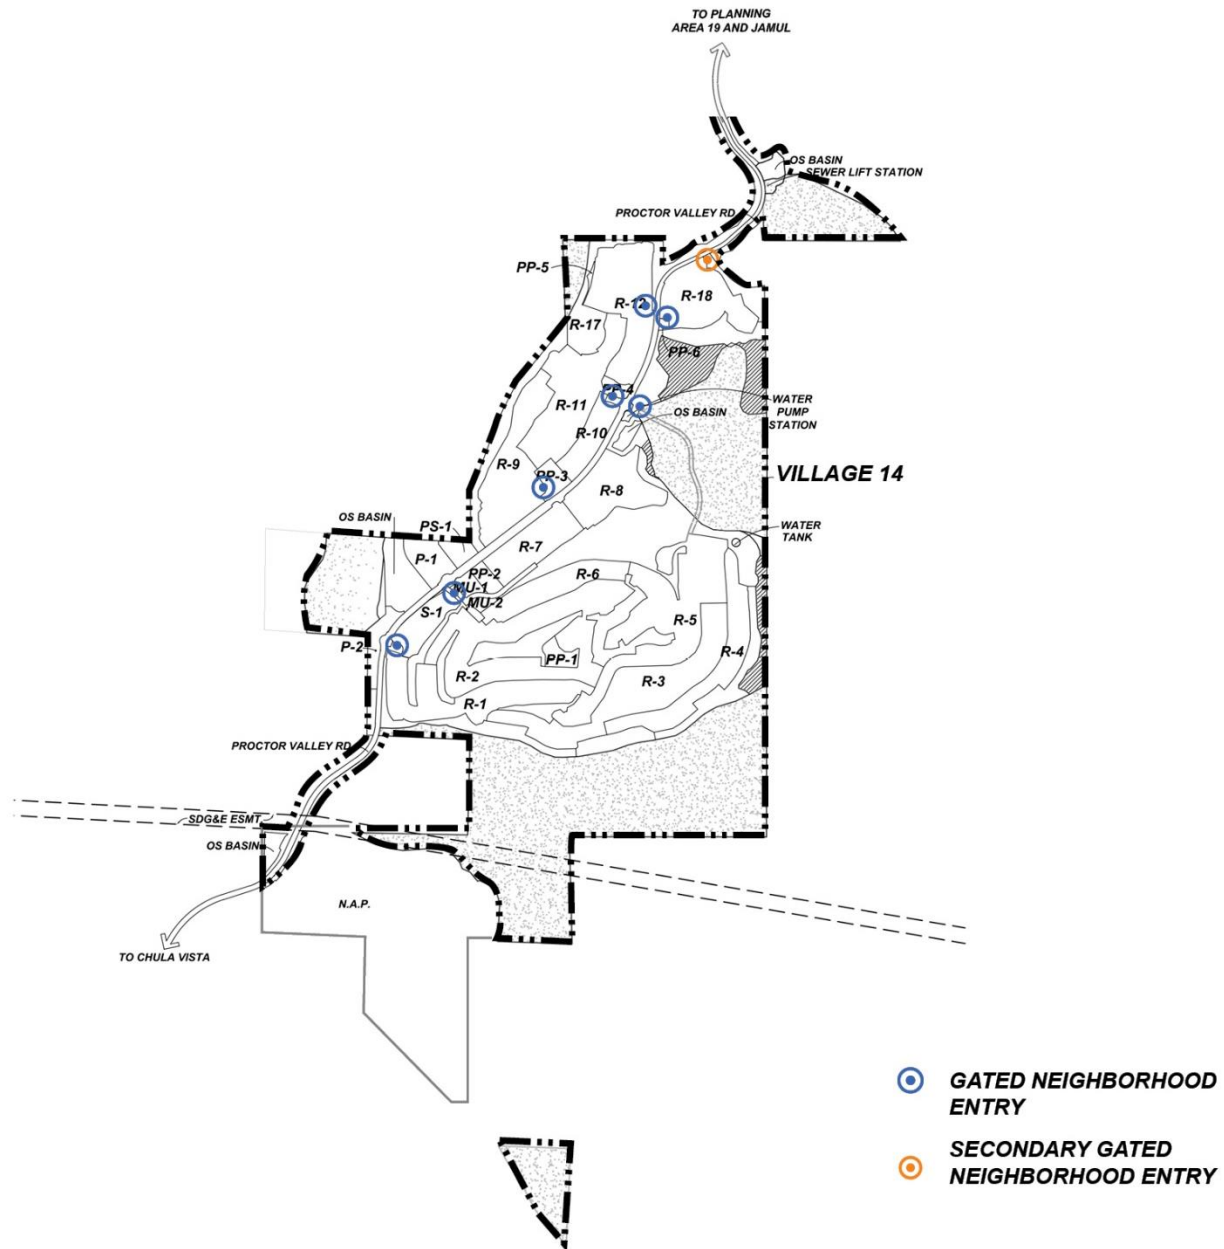 TO PLANNING
AREA 19 AND JAMUL
OS BASIN
SEWER LIFT STATION
PROCTOR VALLEY RD
PP-5
R-18
R-12
R-17
PP-6
PP-4
R-11
WATER
PUMP
STATION
OS BASIN
R-10
R-9
PP-3
VILLAGE 14
R-8
OS BASIN
PS-1
WATER
TANK
P-1
R-7
PP-2
R-6
MU-1
MU-2
S-1
R-5
P-2
R-4
PP-1
R-2
R-3
R-1
PROCTOR VALLEY RD
SDG&E ESMT
OS BASIN
N.A.P.
TO CHULA VISTA
GATED NEIGHBORHOOD
ENTRY
SECONDARY GATED
NEIGHBORHOOD ENTRY